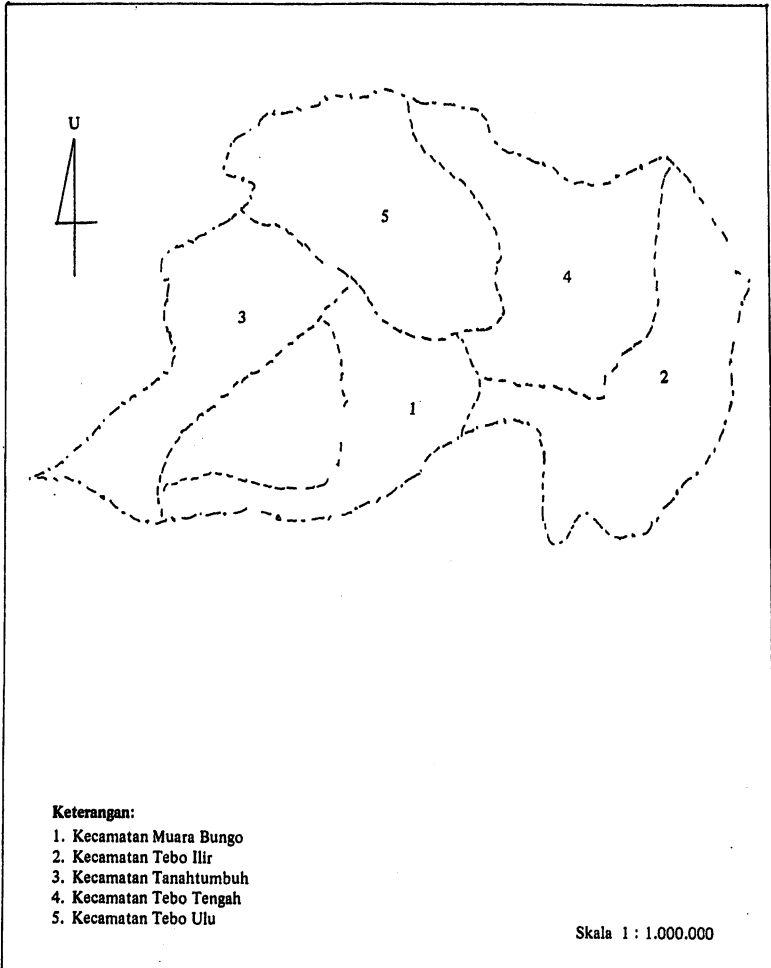 U
5
4
3
2
1
Keterangan:
1. Kecamatan Muara Bungo
2. Kecamatan Tebo Ilir
3. Kecamatan Tanahtumbuh
4. Kecamatan Tebo Tengah
5. Kecamatan Tebo Ulu
Skala 1 : 1.000.000